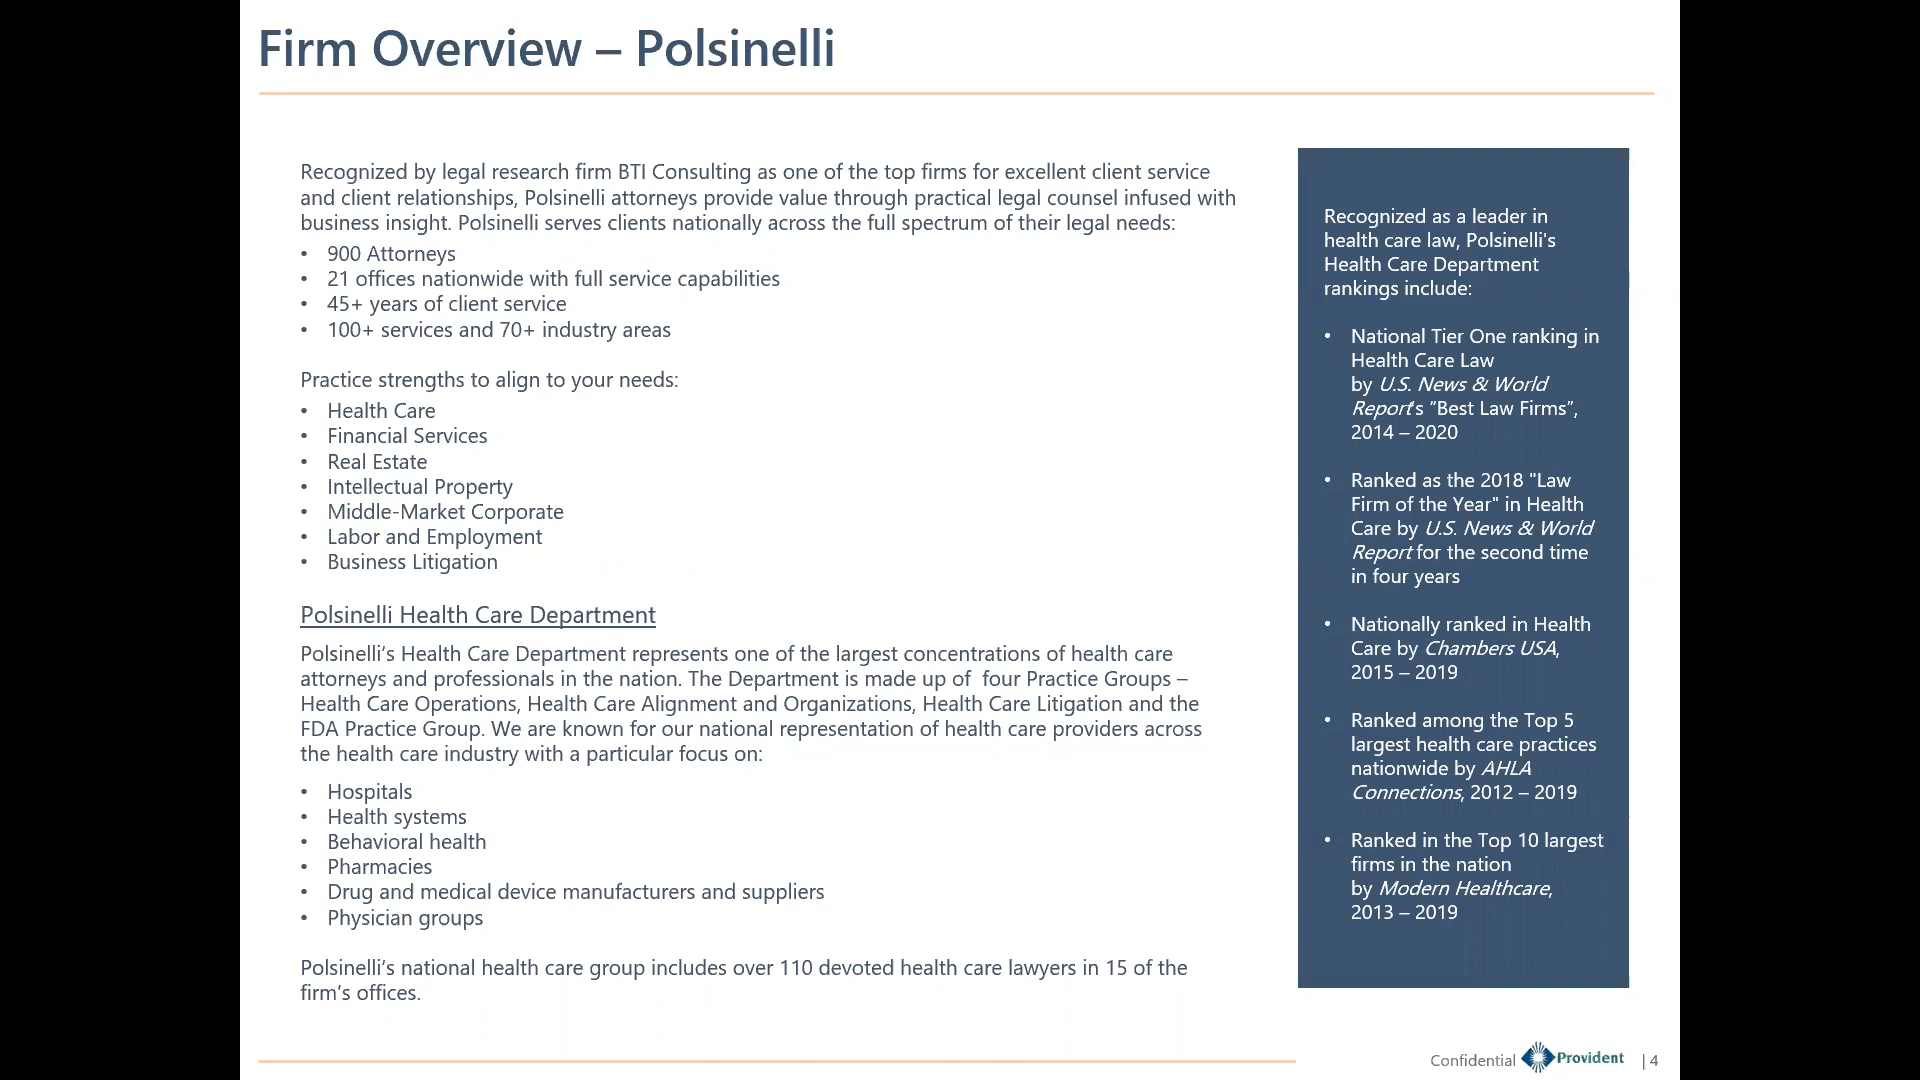 Firm Overview – Polsinelli
Recognized by legal research firm BTI Consulting as one of the top firms for excellent client service
and client relationships, Polsinelli attorneys provide value through practical legal counsel infused with
business insight. Polsinelli serves clients nationally across the full spectrum of their legal needs:
• 900 Attorneys
• 21 offices nationwide with full service capabilities
• 45+ years of client service
• 100+ services and 70+ industry areas
Practice strengths to align to your needs:
• Health Care
• Financial Services
• Real Estate
• Intellectual Property
• Middle-Market Corporate
• Labor and Employment
• Business Litigation
Polsinelli Health Care Department
Polsinelli’s Health Care Department represents one of the largest concentrations of health care
attorneys and professionals in the nation. The Department is made up of  four Practice Groups –
Health Care Operations, Health Care Alignment and Organizations, Health Care Litigation and the
FDA Practice Group. We are known for our national representation of health care providers across
the health care industry with a particular focus on:
• Hospitals
• Health systems
• Behavioral health
• Pharmacies
• Drug and medical device manufacturers and suppliers
• Physician groups
Polsinelli’s national health care group includes over 110 devoted health care lawyers in 15 of the
firm’s offices.
Recognized as a leader in
health care law, Polsinelli's
Health Care Department
rankings include:
• National Tier One ranking in
Health Care Law
by U.S. News & World
Report's “Best Law Firms”,
2014 – 2020
• Ranked as the 2018 "Law
Firm of the Year" in Health
Care by U.S. News & World
Report for the second time
in four years
• Nationally ranked in Health
Care by Chambers USA,
2015 – 2019
• Ranked among the Top 5
largest health care practices
nationwide by AHLA
Connections, 2012 – 2019
• Ranked in the Top 10 largest
firms in the nation
by Modern Healthcare,
2013 – 2019
Confidential Provident | 4